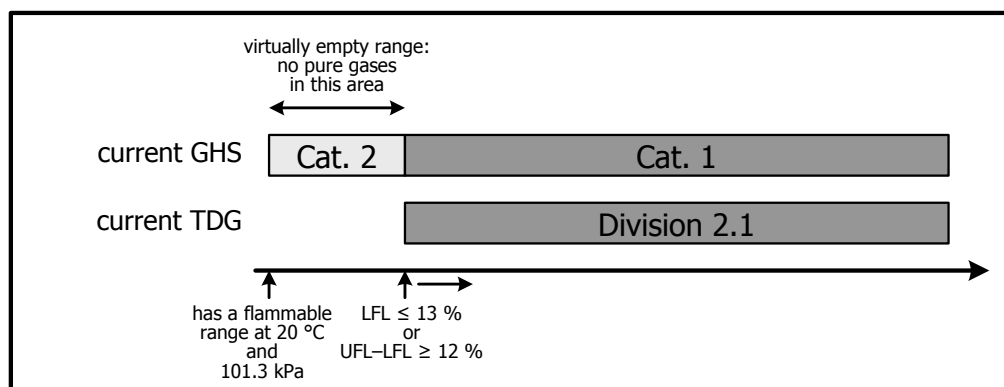 virtually empty range:
no pure gases
in this area
current GHS
Cat. 2
Cat. 1
current TDG
Division 2.1
has a flammable
range at 20 °C
and
101.3 kPa
LFL ≤ 13 %
or
UFL–LFL ≥ 12 %